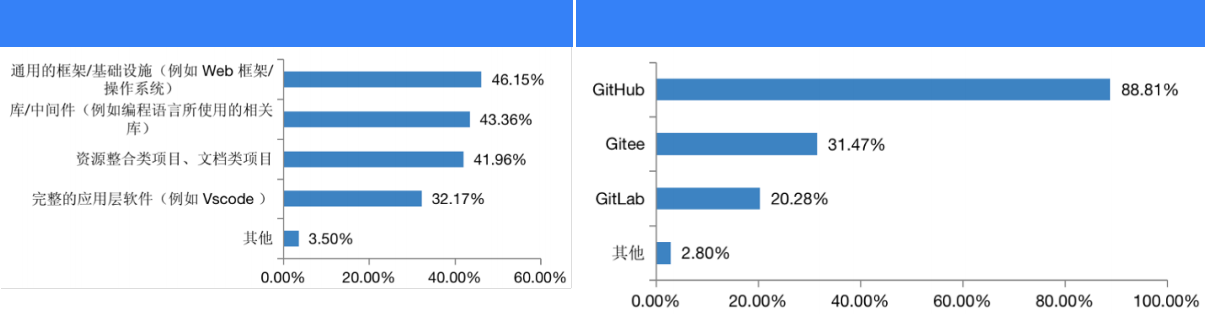 通用的框架/基础设施（例如 Web 框架/
操作系统）
46.15%
库/中间件（例如编程语言所使用的相关
库）
43.36%
资源整合类项目、文档类项目
41.96%
完整的应用层软件（例如 Vscode ）
32.17%
其他
3.50%
0.00% 20.00% 40.00% 60.00%
GitHub
88.81%
Gitee
31.47%
GitLab
20.28%
其他
2.80%
0.00% 20.00% 40.00% 60.00% 80.00% 100.00%